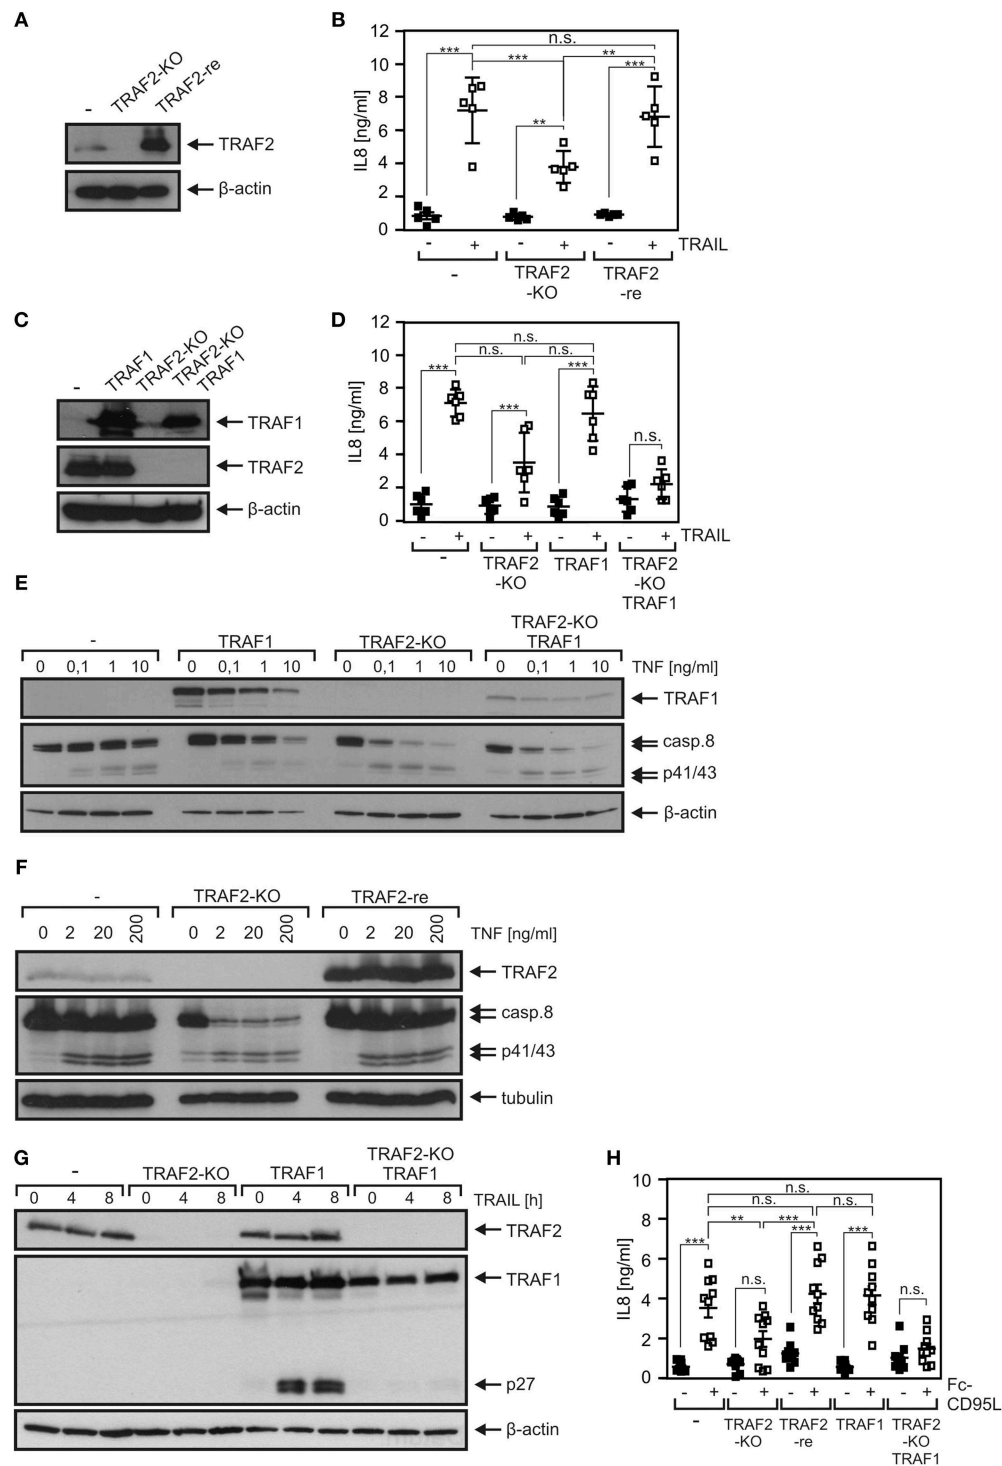 A
-
TRAF2-KO
TRAF2-re
TRAF2
β-actin
B
12
10
8
6
4
2
0
IL8 [ng/ml]
n.s.
*** *** ** ***
**
- + - + - + TRAIL
- TRAF2 TRAF2
-KO -re
C
-
TRAF1
TRAF2-KO
TRAF2-KO
TRAF1
TRAF1
TRAF2
β-actin
D
12
10
8
6
4
2
0
IL8 [ng/ml]
n.s.
n.s. n.s.
*** *** *** n.s.
- + - + - + - + TRAIL
- TRAF2 TRAF1 TRAF2
-KO -KO
TRAF1
E
- TRAF1 TRAF2-KO TRAF2-KO
TRAF1
0 0,1 1 10 0 0,1 1 10 0 0,1 1 10 0 0,1 1 10 TNF [ng/ml]
TRAF1
casp.8
p41/43
β-actin
F
- TRAF2-KO TRAF2-re
0 2 20 200 0 2 20 200 0 2 20 200 TNF [ng/ml]
TRAF2
casp.8
p41/43
tubulin
G
- TRAF2-KO TRAF1 TRAF2-KO
TRAF1
0 4 8 0 4 8 0 4 8 0 4 8 TRAIL [h]
TRAF2
TRAF1
p27
β-actin
H
10
8
6
4
2
0
IL8 [ng/ml]
n.s.
n.s. n.s.
** ***
*** n.s. *** *** n.s.
- + - + - + - + - + Fc-
CD95L
- TRAF2 TRAF2 TRAF1 TRAF2
-KO -re -KO
TRAF1